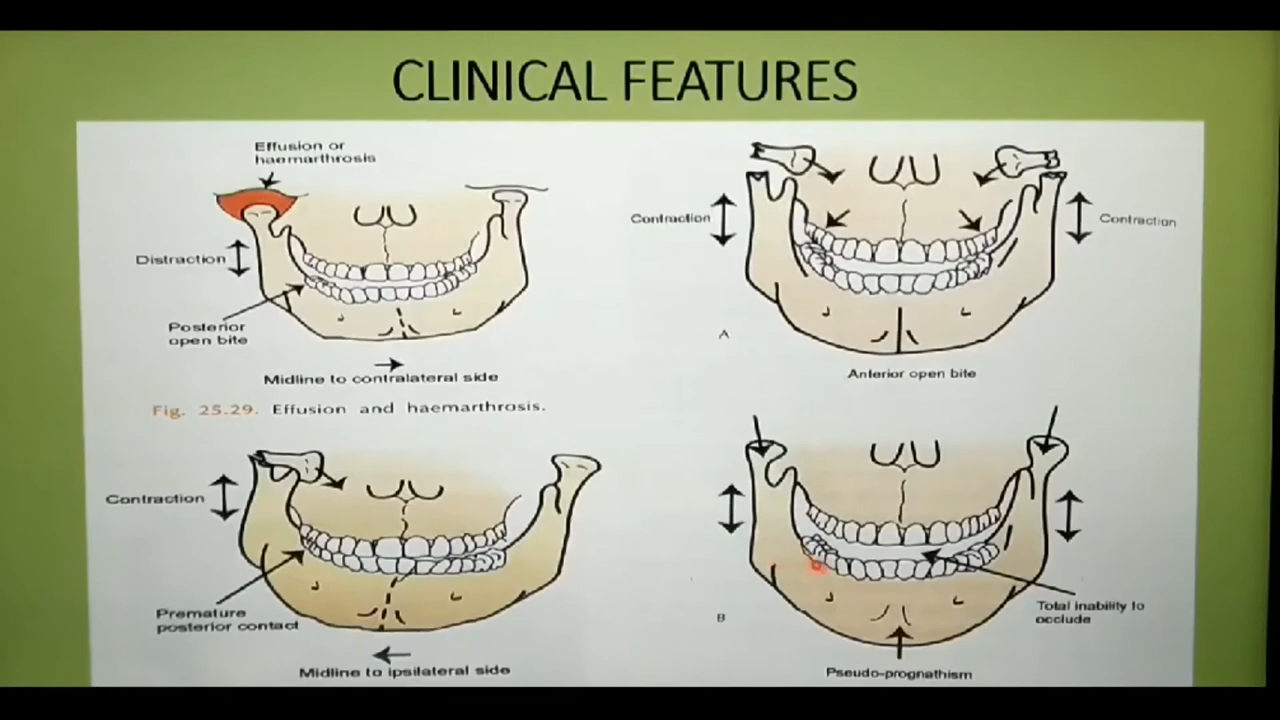 CLINICAL FEATURES
Effusion or
haemarthrosis
Distraction
Posterior
open bite
Midline to contralateral side
Fig. 25.29. Effusion and haemarthrosis.
Contraction
Contraction
A
Anterior open bite
Contraction
Premature
posterior contact
Midline to ipsilateral side
Total inability to
occlude
B
Pseudo-prognathism